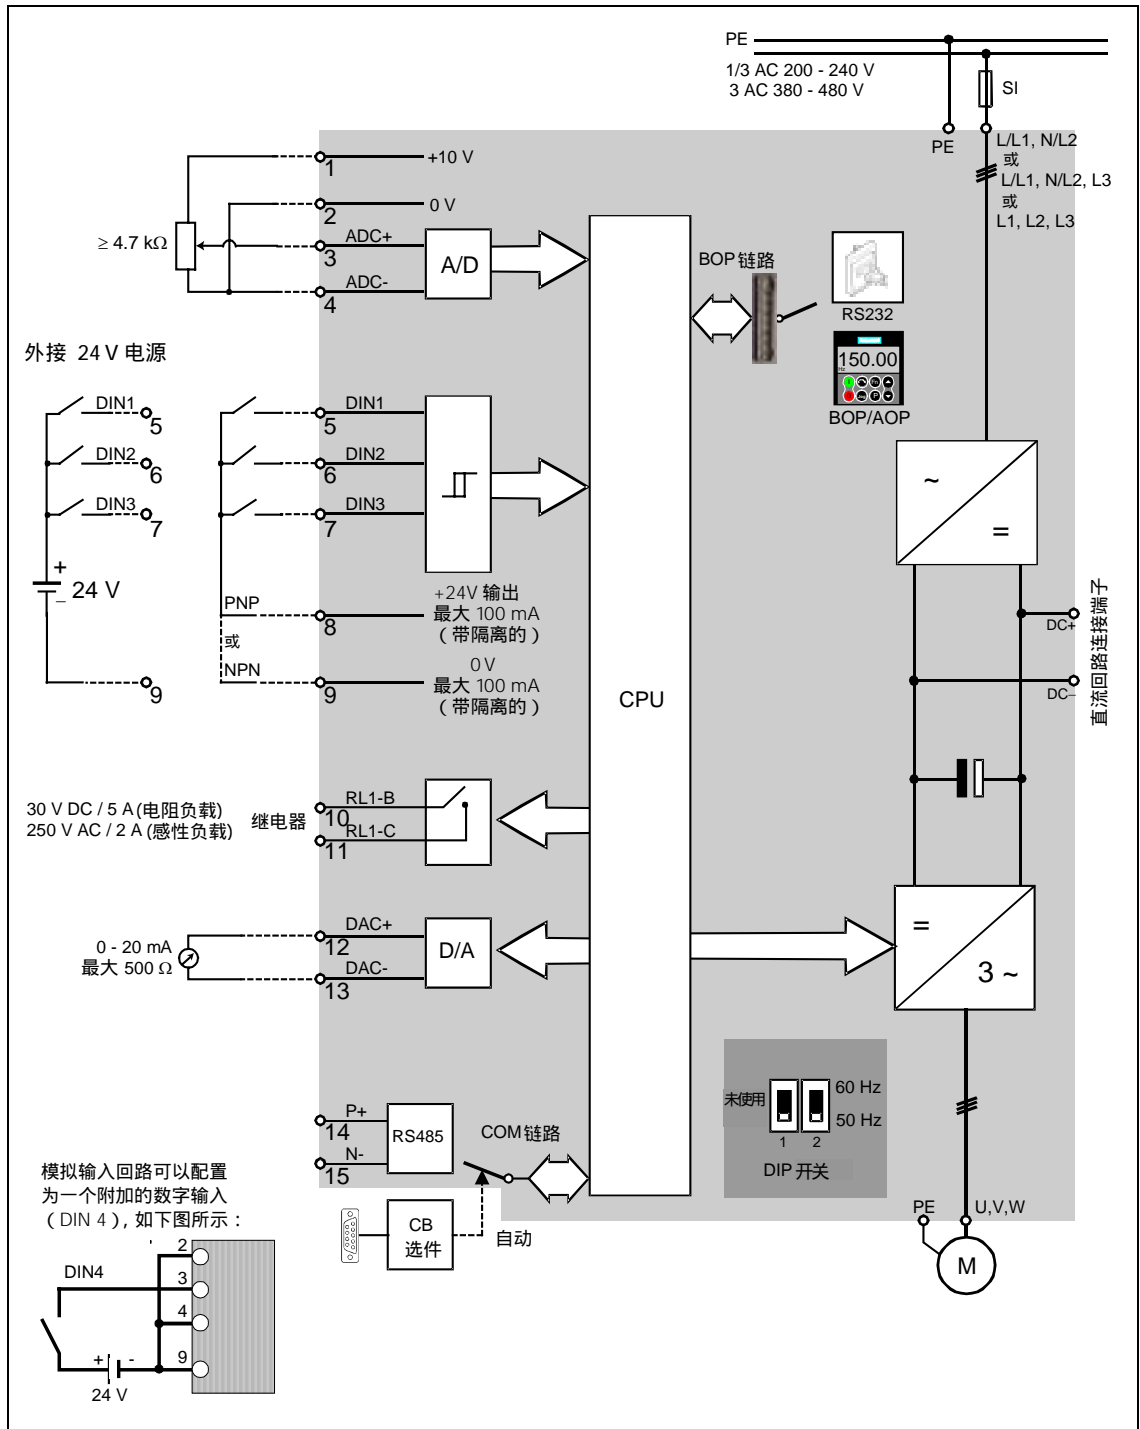 PE
1/3 AC 200 - 240 V
3 AC 380 - 480 V
SI
PE
L/L1, N/L2
或
L/L1, N/L2, L3
或
L1, L2, L3
1
+10 V
2
0 V
≥ 4.7 kΩ
3
ADC+
4
ADC-
A/D
BOP 链路
RS232
150.00
Hz
Fn
Jog
P
BOP/AOP
外接 24 V 电源
DIN1
5
DIN2
6
DIN3
7
+
24 V
_
9
DIN1
5
DIN2
6
DIN3
7
~
=
PNP
8
+24V 输出
最大 100 mA
（带隔离的）
或
NPN
9
0 V
最大 100 mA
（带隔离的）
CPU
DC+
DC−
直流回路连接端子
30 V DC / 5 A (电阻负载)
250 V AC / 2 A (感性负载)
继电器
RL1-B
10
RL1-C
11
0 - 20 mA
最大 500 Ω
DAC+
12
DAC-
13
D/A
=
3 ~
P+
14
N-
15
RS485
COM 链路
CB
选件
自动
未使用
60 Hz
50 Hz
1 2
DIP 开关
PE
U,V,W
M
模拟输入回路可以配置
为一个附加的数字输入
（DIN 4），如下图所示：
2
DIN4
3
4
9
+ -
24 V